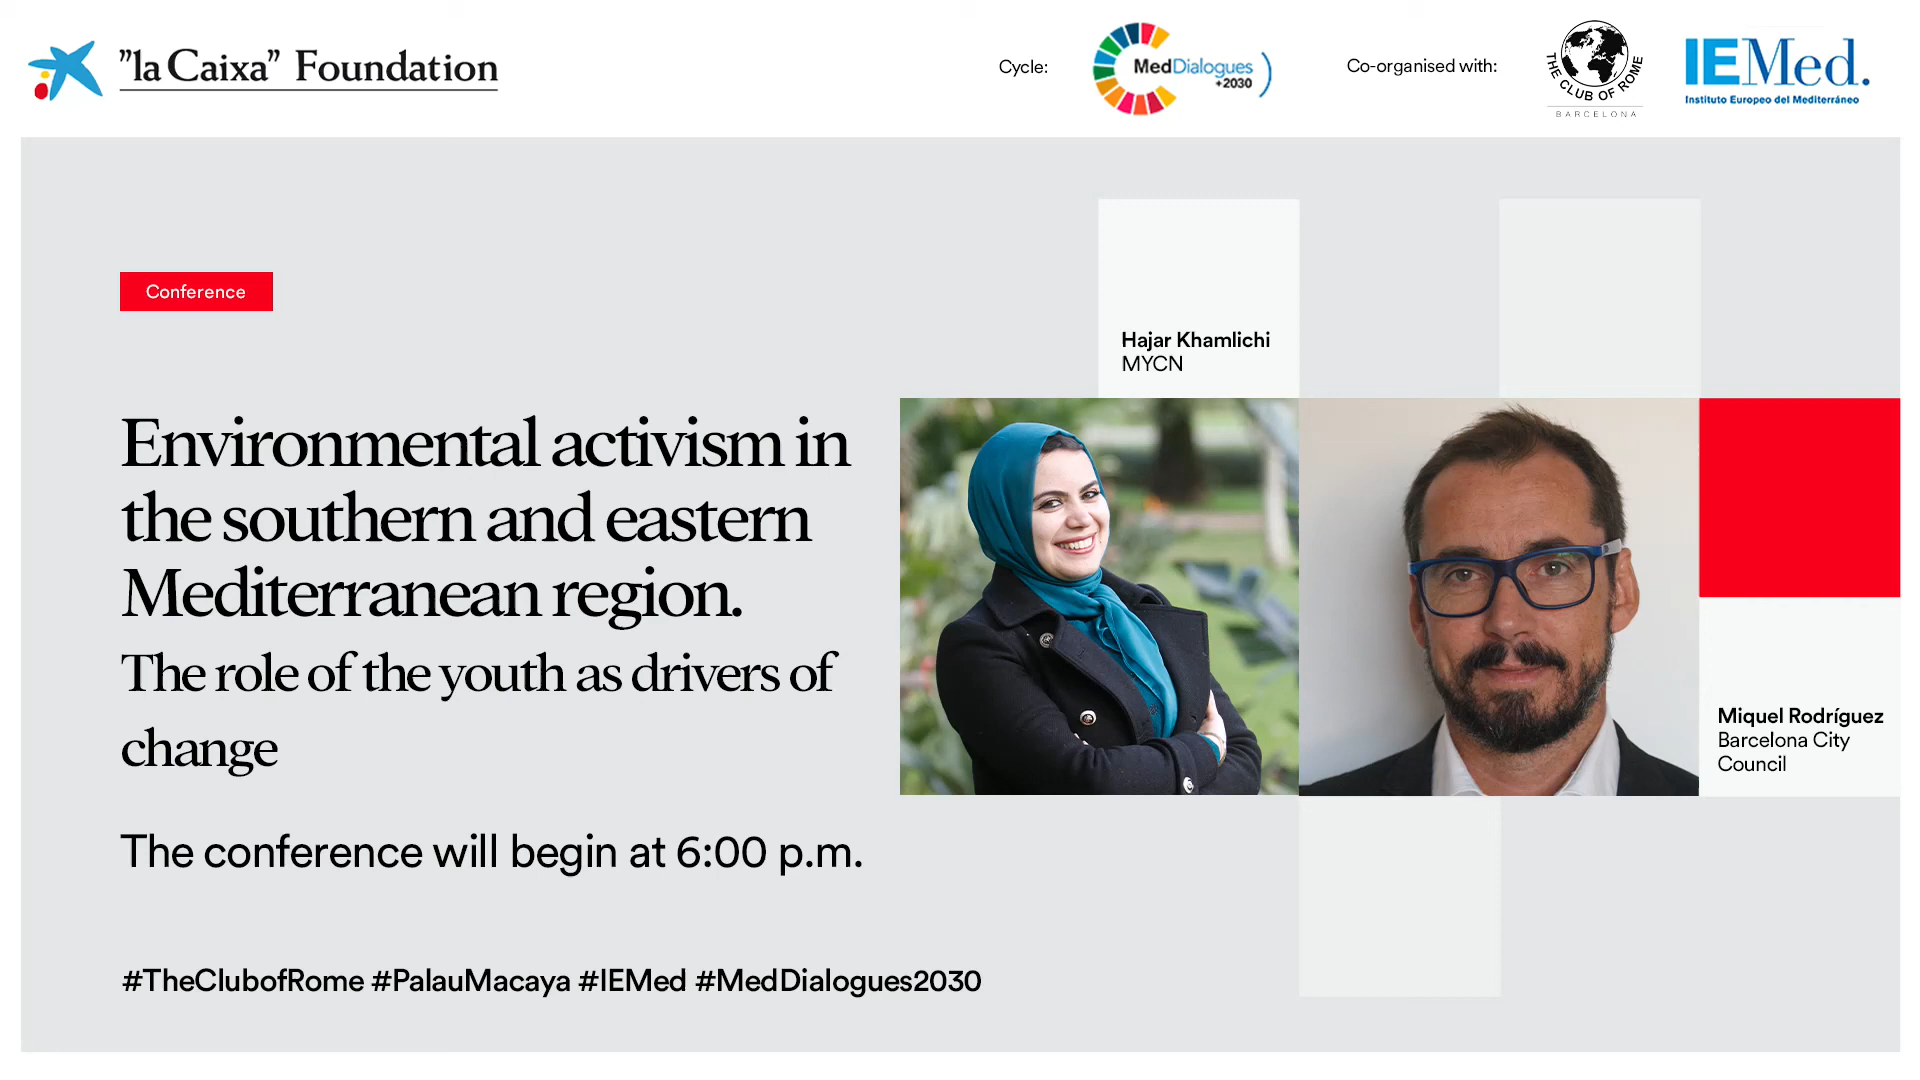 "la Caixa" Foundation
Cycle:
MedDialogues
+2030
Co-organised with:
THE CLUB OF ROME
BARCELONA
IEMed.
Instituto Europeo del Mediterráneo
Conference
Hajar Khamlichi
MYCN
Environmental activism in
the southern and eastern
Mediterranean region.
The role of the youth as drivers of
change
Miquel Rodríguez
Barcelona City
Council
The conference will begin at 6:00 p.m.
#TheClubofRome #PalauMacaya #IEMed #MedDialogues2030